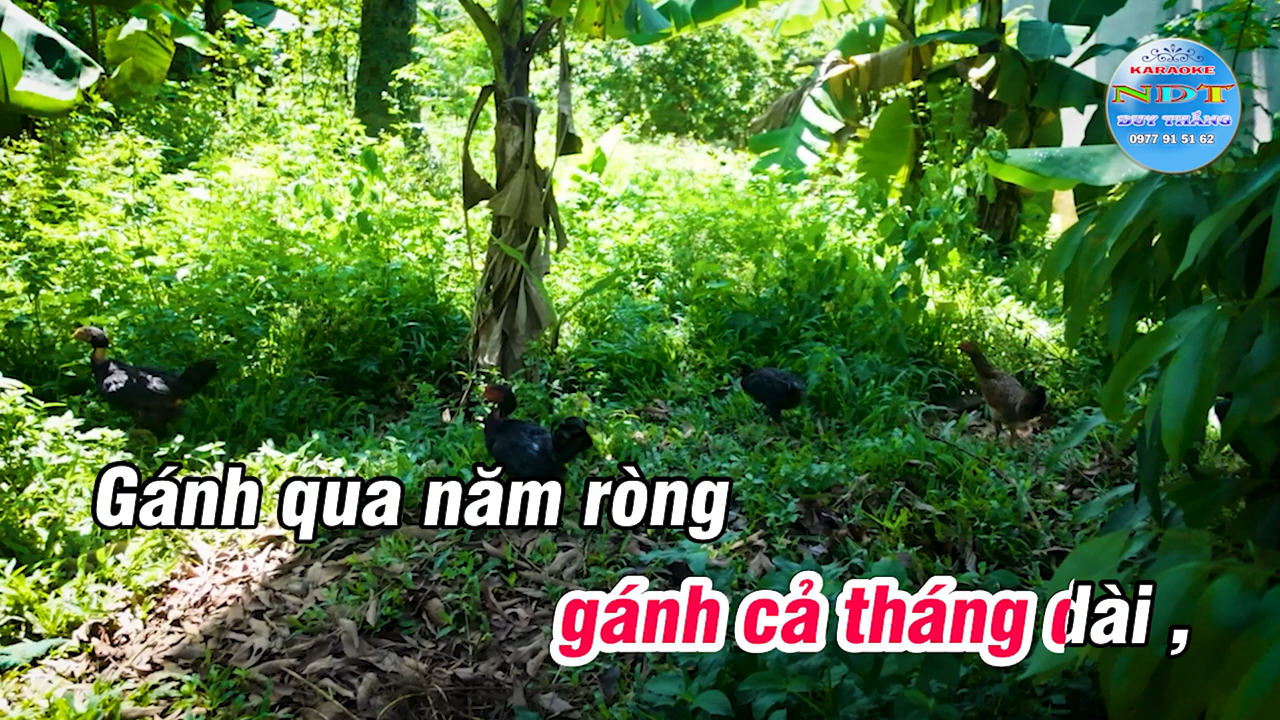 KARAOKE
NDT
DUY THẮNG
0977 91 51 62
Gánh qua năm ròng
gánh cả tháng dài ,